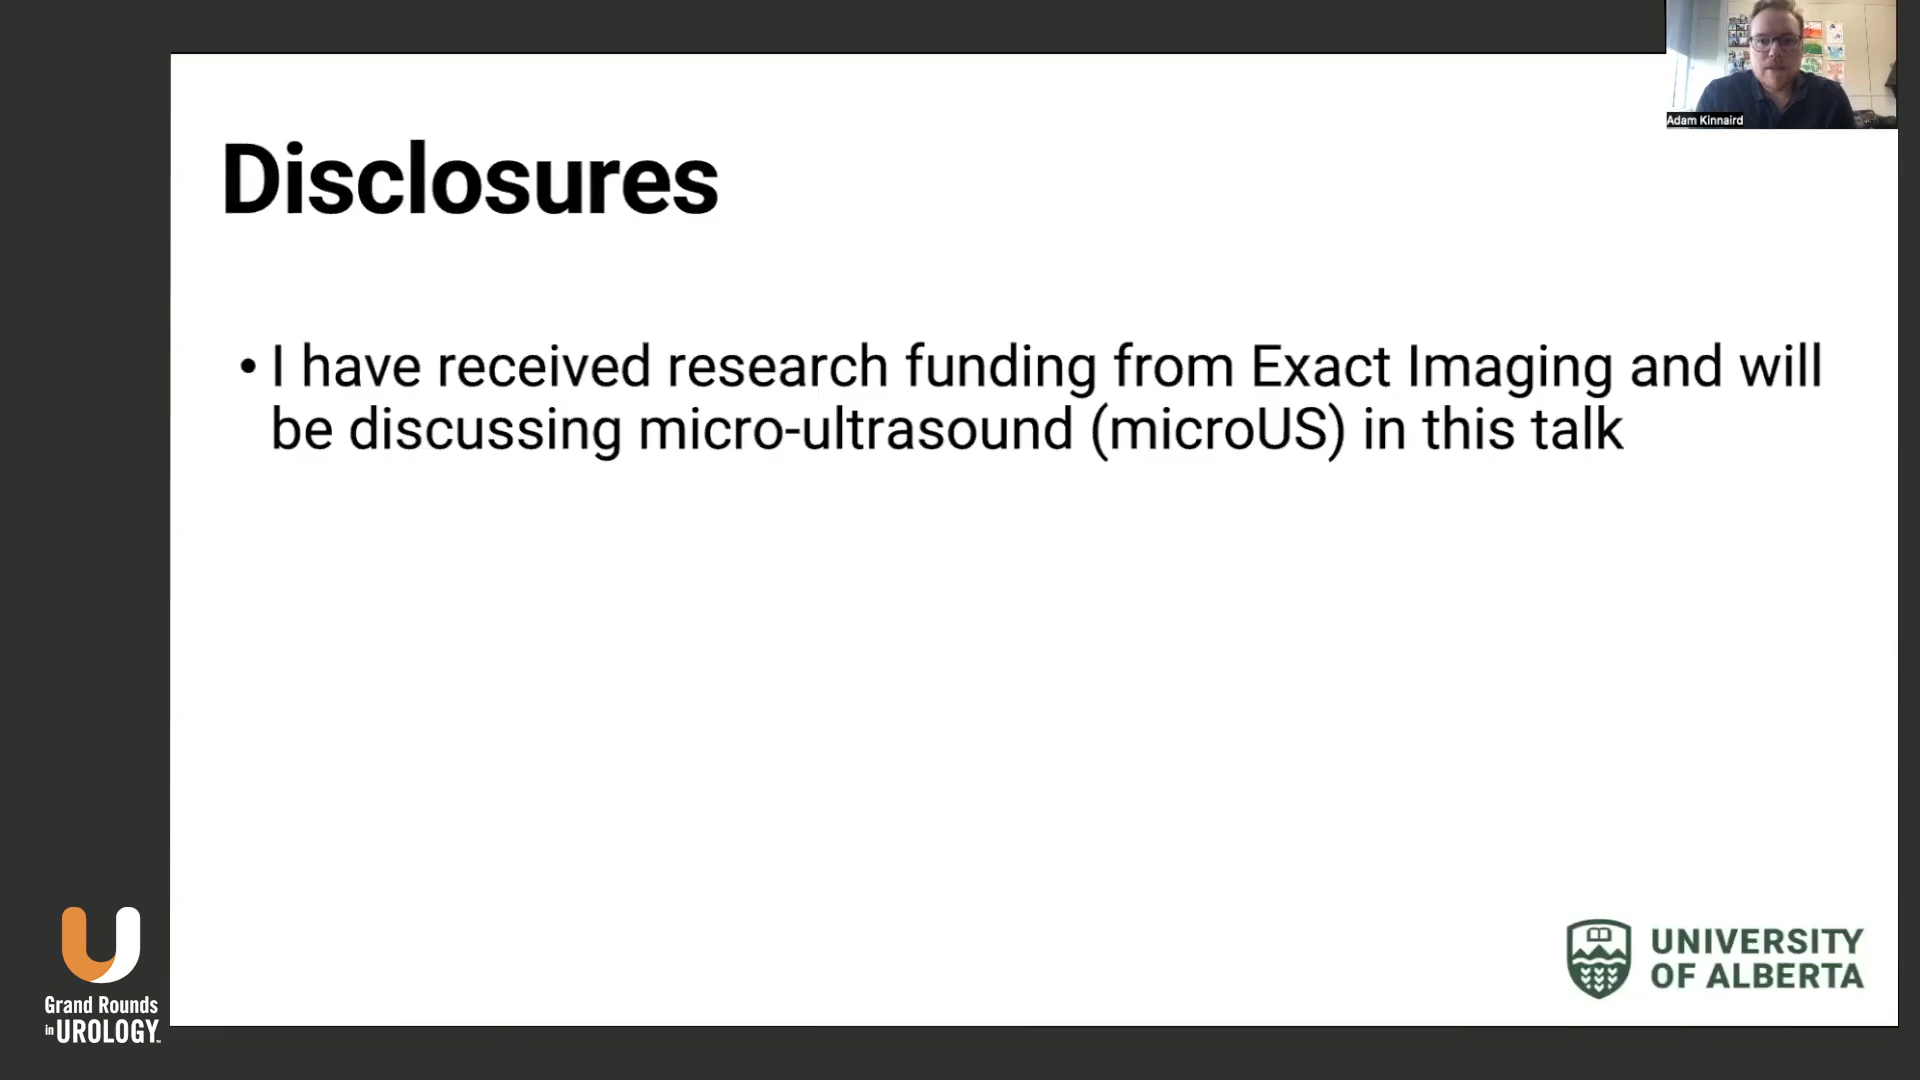 Adam Kinnaird
Disclosures
• I have received research funding from Exact Imaging and will
be discussing micro-ultrasound (microUS) in this talk
UNIVERSITY
OF ALBERTA
Grand Rounds
in UROLOGY™